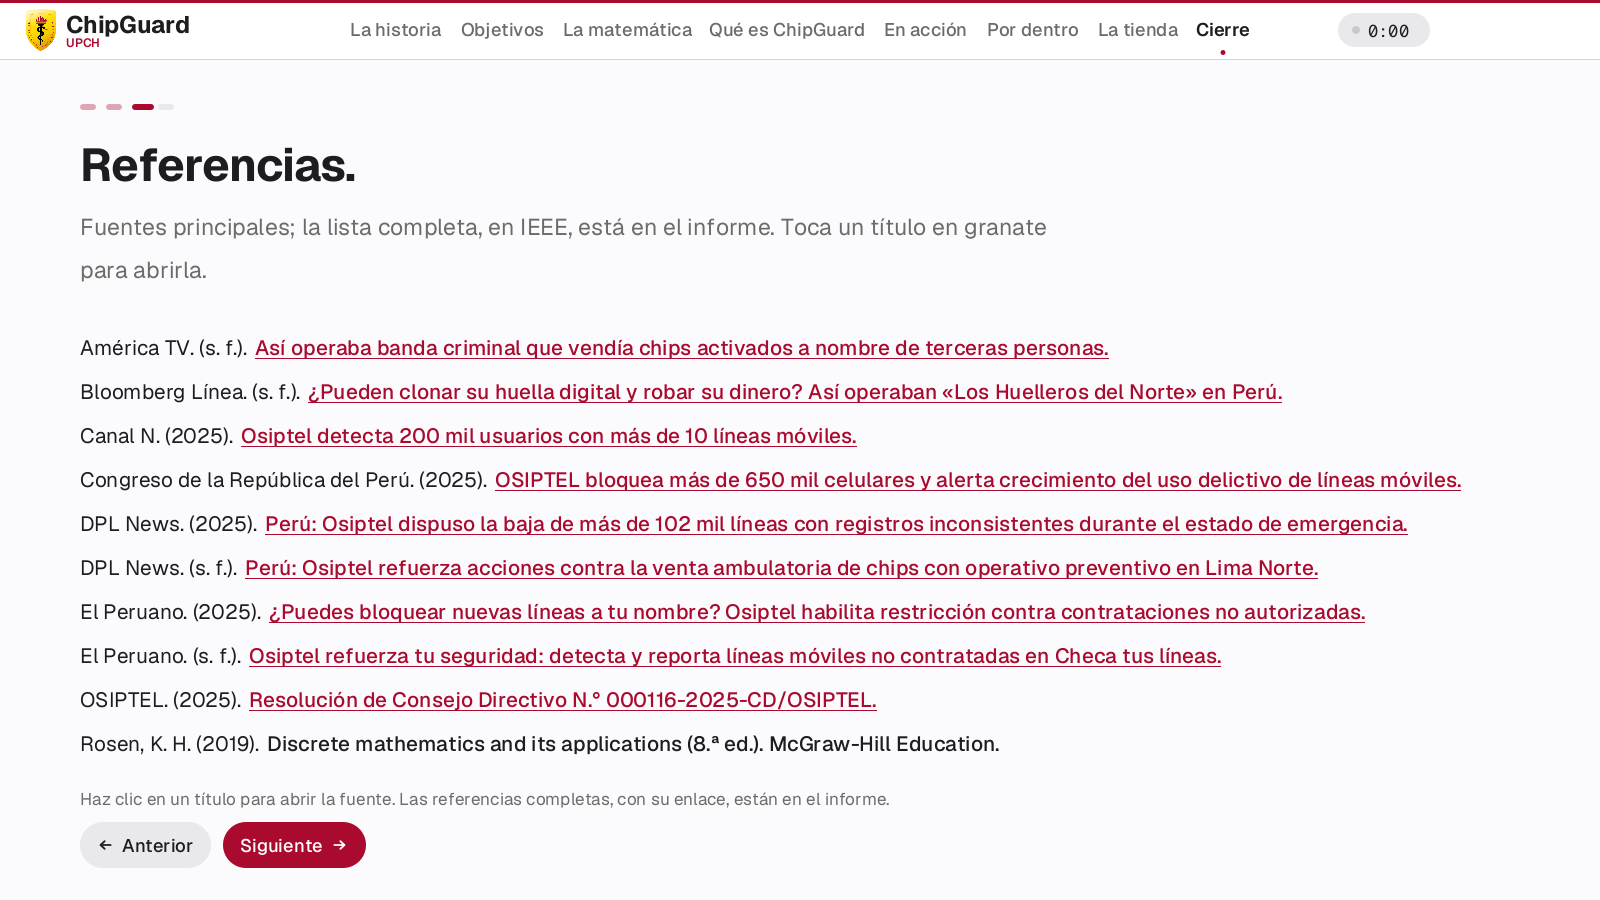 ChipGuard
UPCH
La historia
Objetivos
La matemática
Qué es ChipGuard
En acción
Por dentro
La tienda
Cierre
0:00
Referencias.
Fuentes principales; la lista completa, en IEEE, está en el informe. Toca un título en granate
para abrirla.
América TV. (s. f.). Así operaba banda criminal que vendía chips activados a nombre de terceras personas.
Bloomberg Línea. (s. f.). ¿Pueden clonar su huella digital y robar su dinero? Así operaban «Los Huelleros del Norte» en Perú.
Canal N. (2025). Osiptel detecta 200 mil usuarios con más de 10 líneas móviles.
Congreso de la República del Perú. (2025). OSIPTEL bloquea más de 650 mil celulares y alerta crecimiento del uso delictivo de líneas móviles.
DPL News. (2025). Perú: Osiptel dispuso la baja de más de 102 mil líneas con registros inconsistentes durante el estado de emergencia.
DPL News. (s. f.). Perú: Osiptel refuerza acciones contra la venta ambulatoria de chips con operativo preventivo en Lima Norte.
El Peruano. (2025). ¿Puedes bloquear nuevas líneas a tu nombre? Osiptel habilita restricción contra contrataciones no autorizadas.
El Peruano. (s. f.). Osiptel refuerza tu seguridad: detecta y reporta líneas móviles no contratadas en Checa tus líneas.
OSIPTEL. (2025). Resolución de Consejo Directivo N.° 000116-2025-CD/OSIPTEL.
Rosen, K. H. (2019). Discrete mathematics and its applications (8.ª ed.). McGraw-Hill Education.
Haz clic en un título para abrir la fuente. Las referencias completas, con su enlace, están en el informe.
← Anterior
Siguiente →